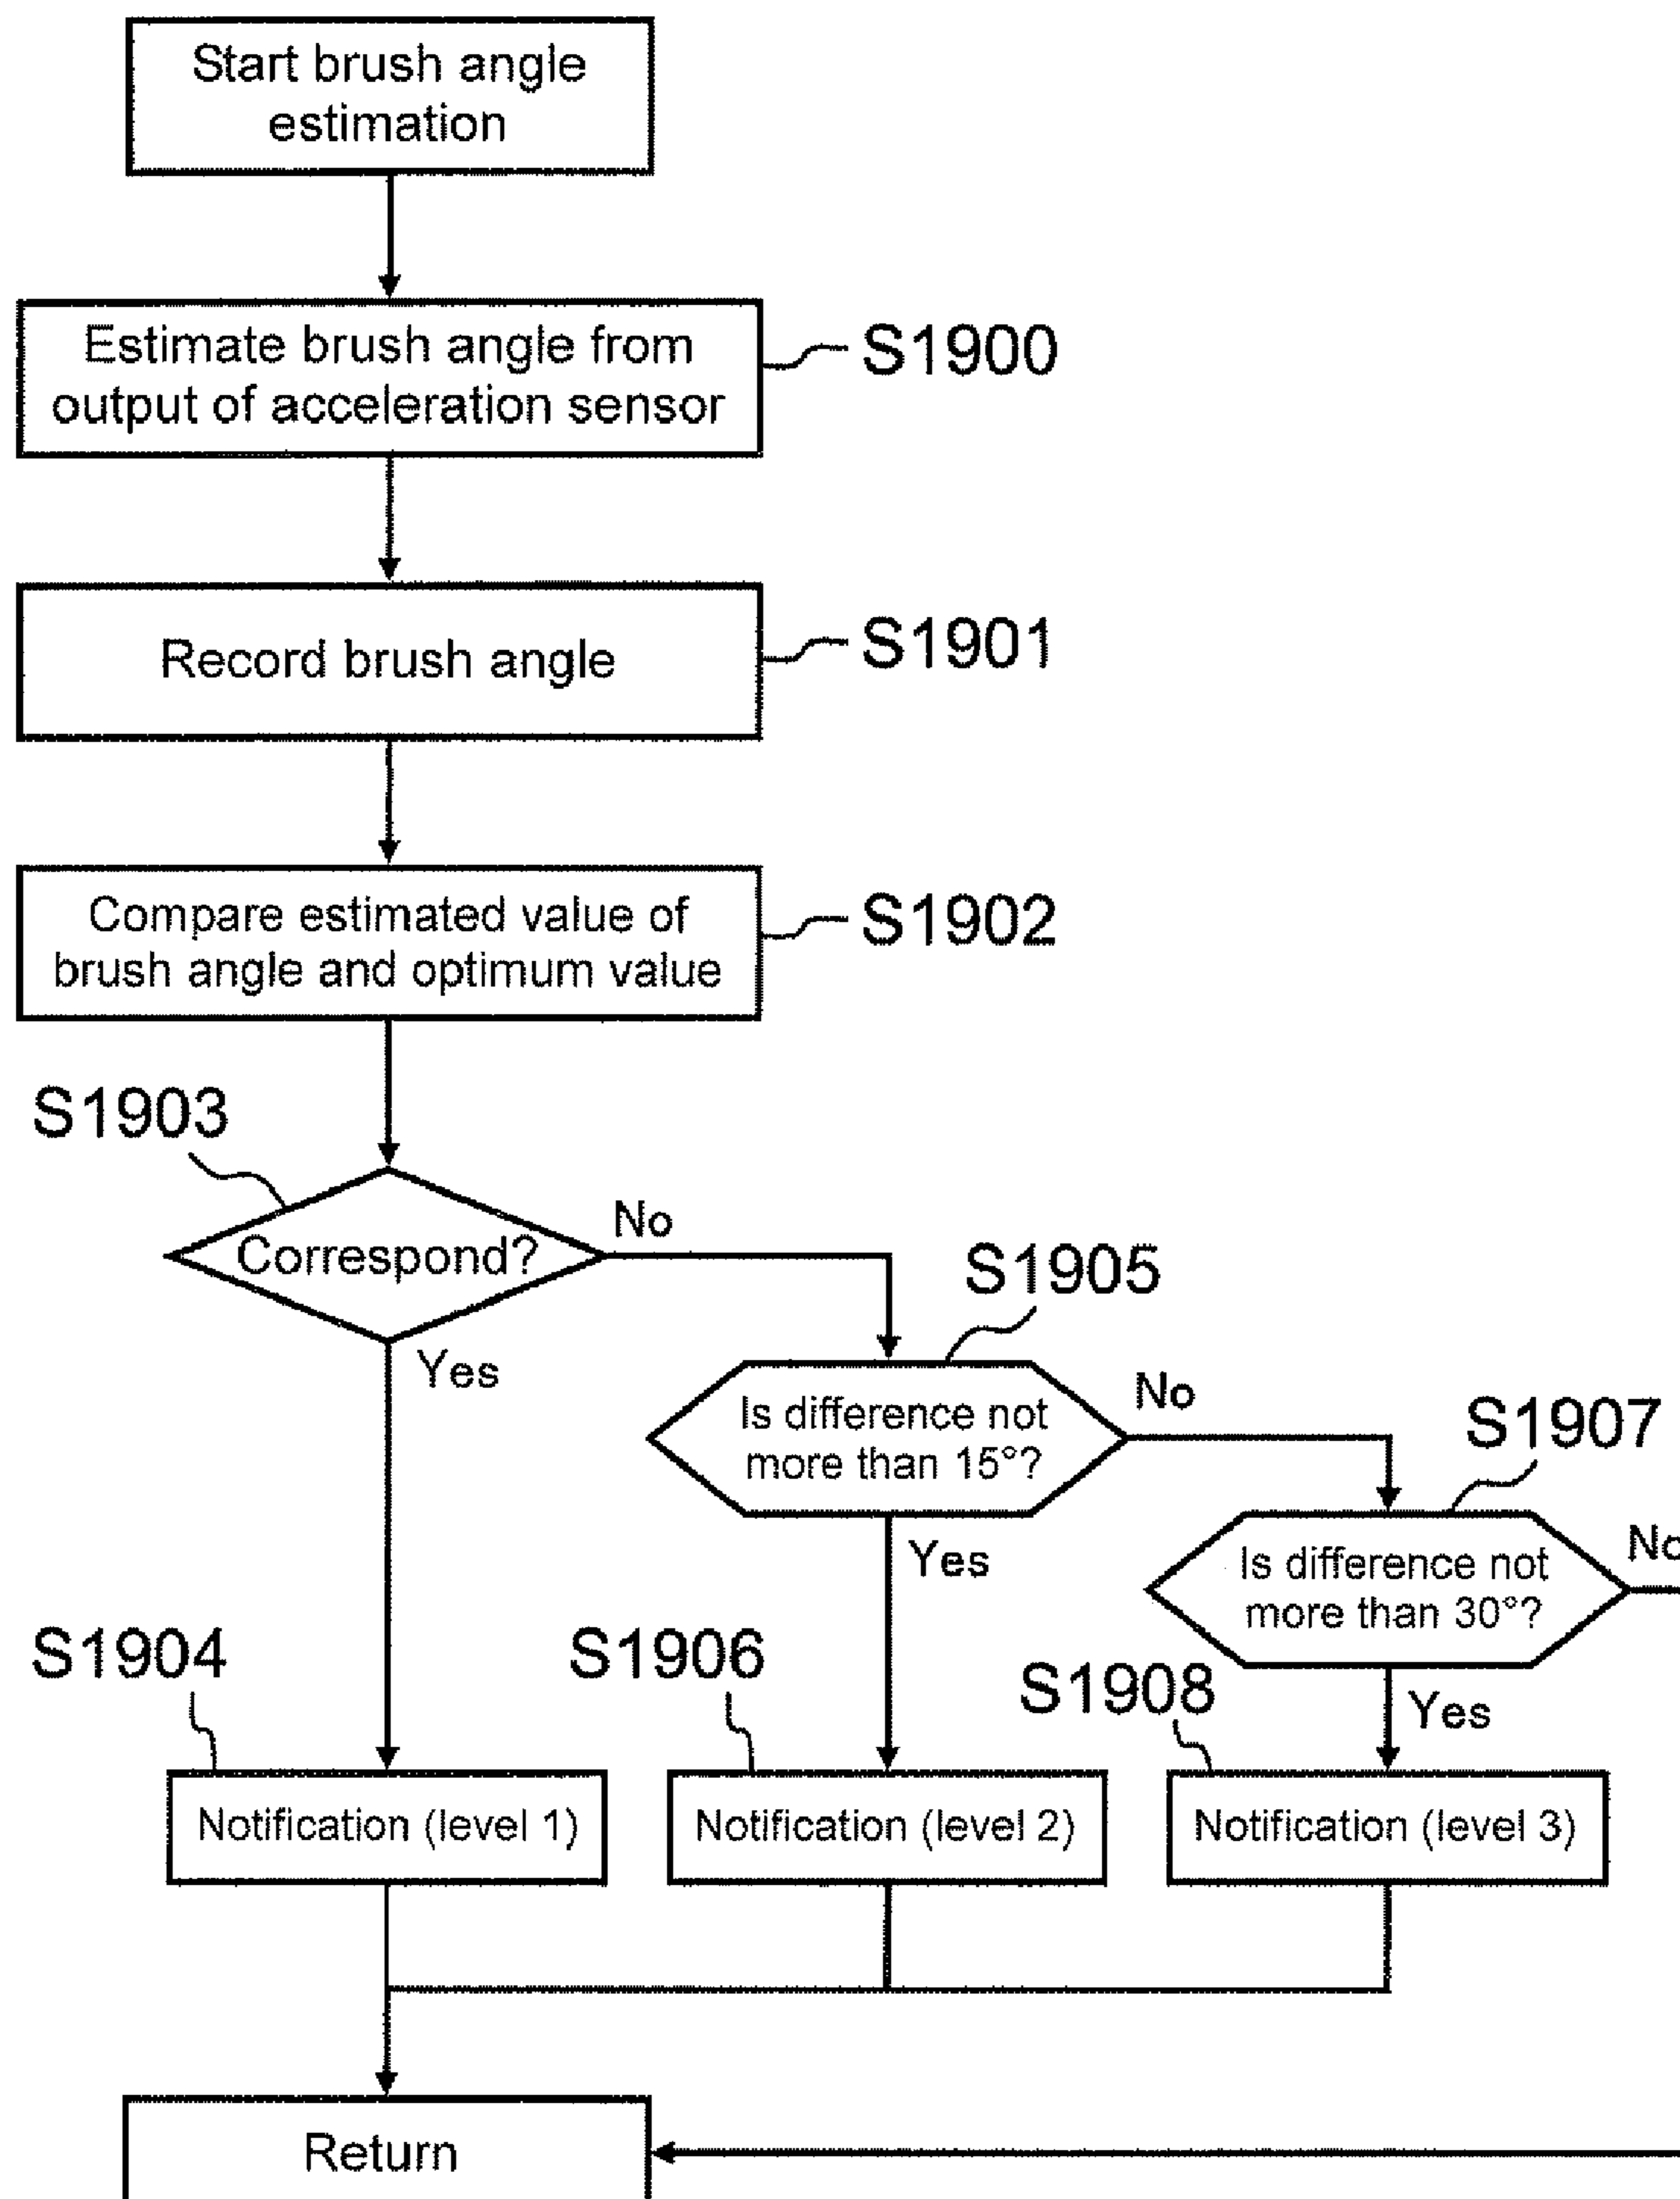 Start brush angle
estimation
Estimate brush angle from
output of acceleration sensor
S1900
Record brush angle
S1901
Compare estimated value of
brush angle and optimum value
S1902
S1903
Correspond?
No
Yes
S1905
Is difference not
more than 15°?
No
Yes
S1907
Is difference not
more than 30°?
No
Yes
S1904
Notification (level 1)
S1906
Notification (level 2)
S1908
Notification (level 3)
Return